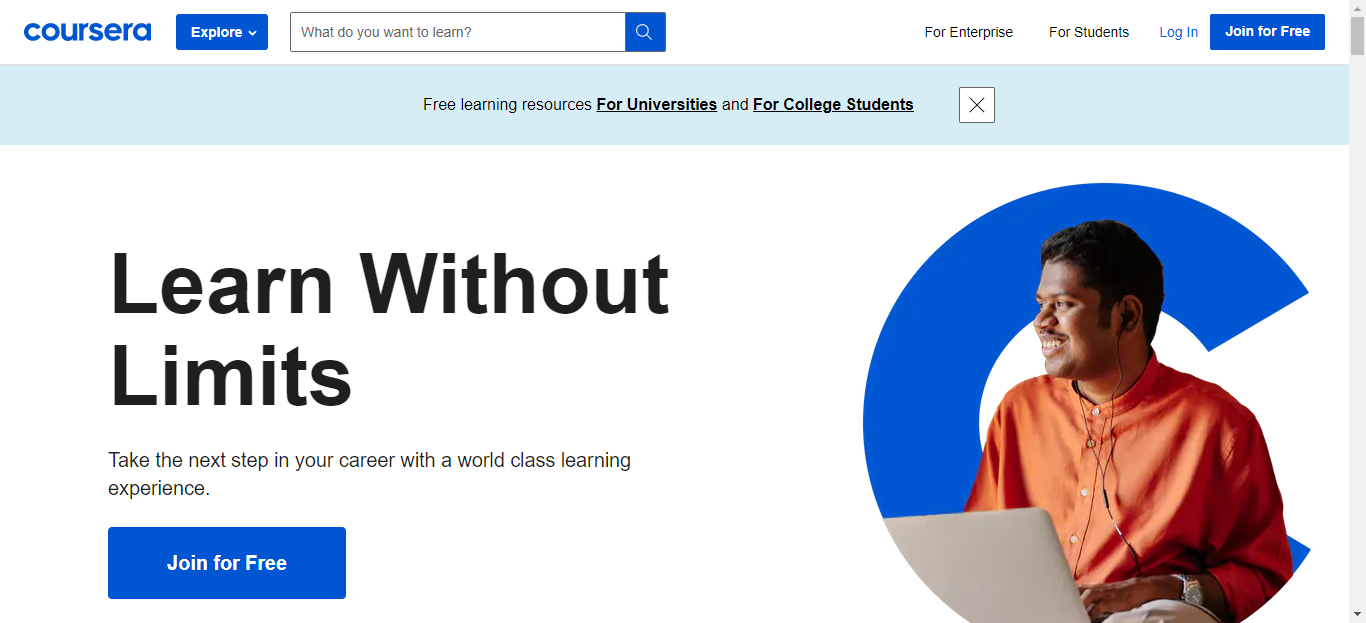 coursera
Explore
What do you want to learn?
For Enterprise
For Students
Log In
Join for Free
Free learning resources For Universities and For College Students
Learn Without
Limits
Take the next step in your career with a world class learning
experience.
Join for Free